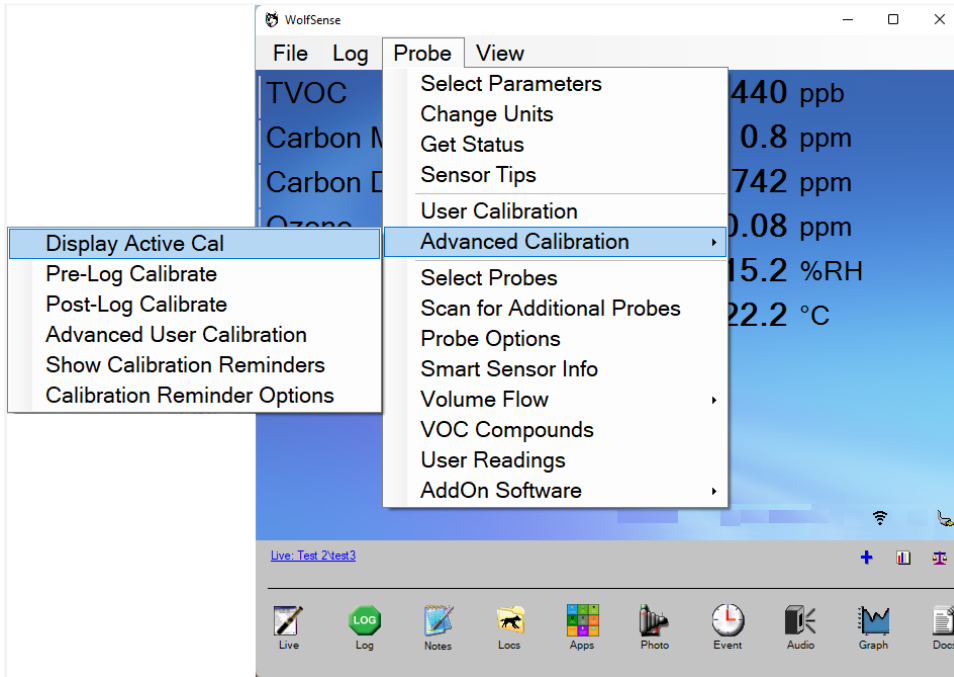 WolfSense
File Log Probe View
TVOC
440 ppb
Carbon M
0.8 ppm
Carbon D
742 ppm
Ozone
0.08 ppm
15.2 %RH
22.2 °C
Select Parameters
Change Units
Get Status
Sensor Tips
User Calibration
Advanced Calibration
Select Probes
Scan for Additional Probes
Probe Options
Smart Sensor Info
Volume Flow
VOC Compounds
User Readings
AddOn Software
Display Active Cal
Pre-Log Calibrate
Post-Log Calibrate
Advanced User Calibration
Show Calibration Reminders
Calibration Reminder Options
Live: Test 2\test3
LOG
Live Log Notes Locs Apps Photo Event Audio Graph Docs